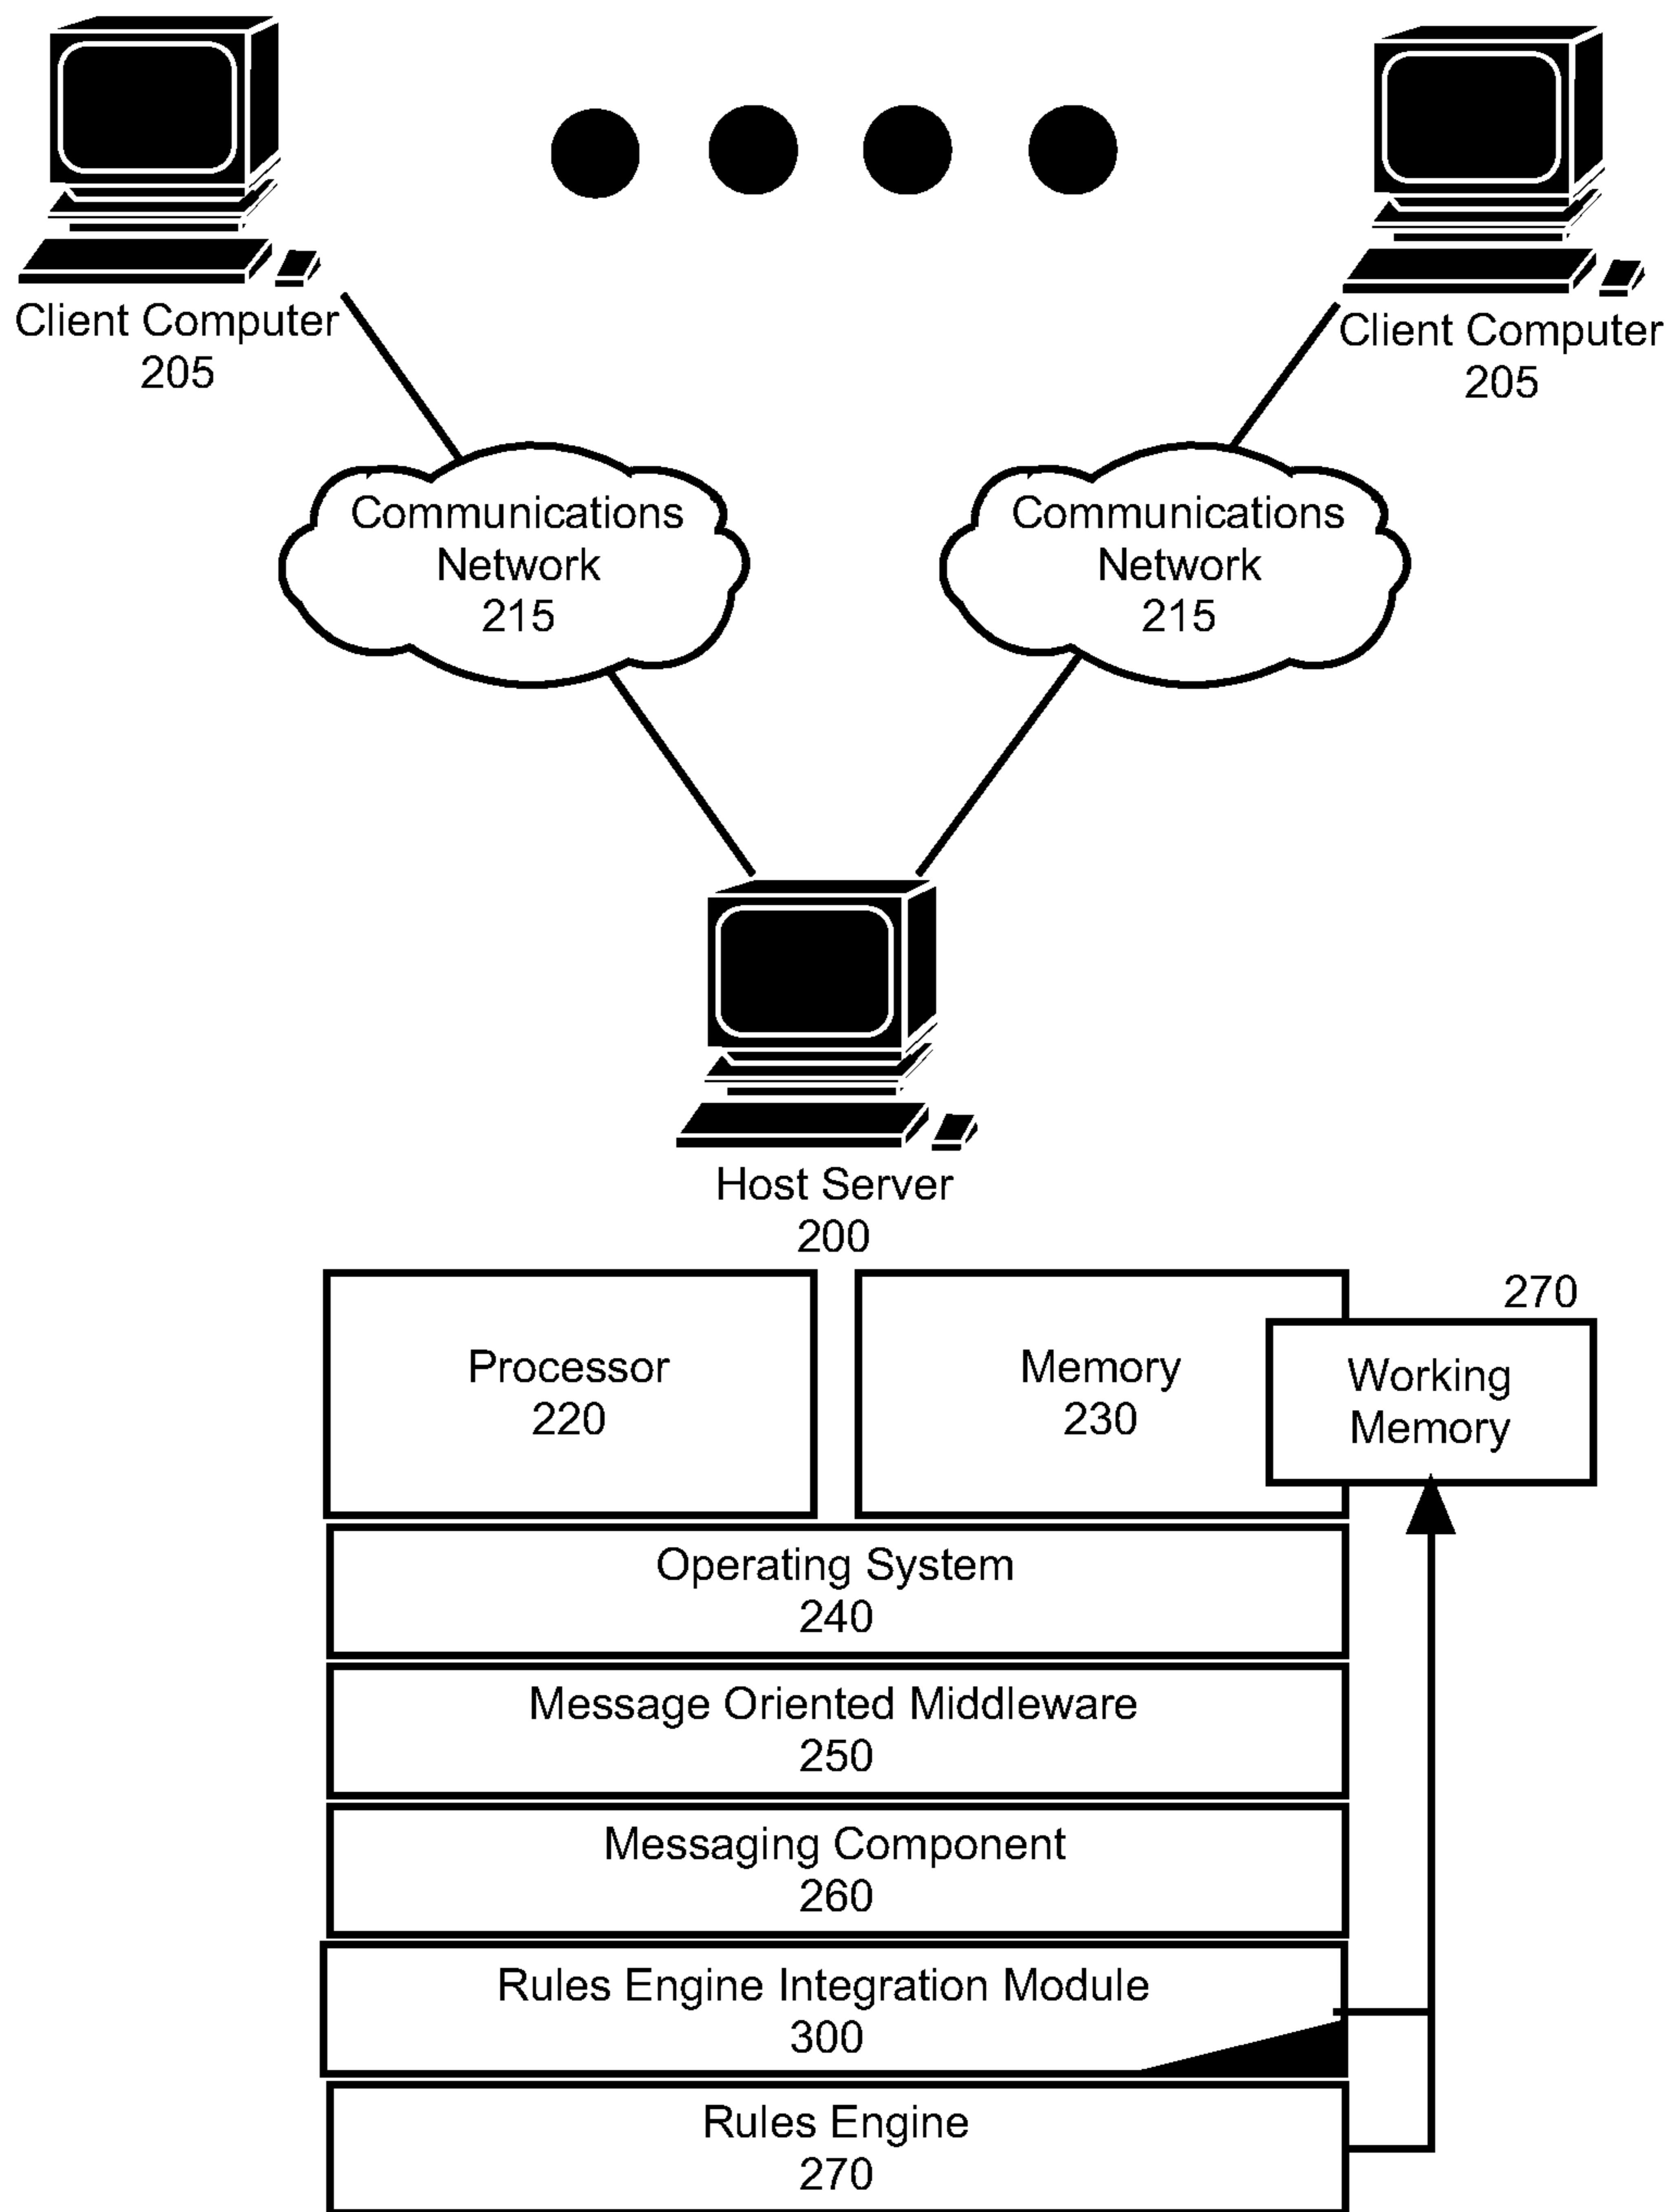 Client Computer
205
Client Computer
205
Communications
Network
215
Communications
Network
215
Host Server
200
Processor
220
Memory
230
270
Working
Memory
Operating System
240
Message Oriented Middleware
250
Messaging Component
260
Rules Engine Integration Module
300
Rules Engine
270